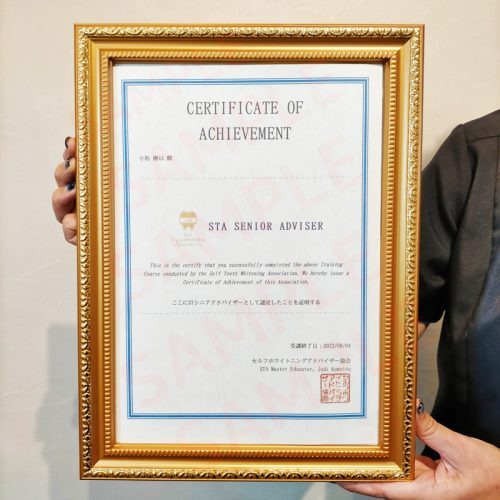 CERTIFICATE OF
ACHIEVEMENT
小松 樹以 殿
STA SENIOR ADVISER
This is the certify that you successfully completed the above Training
Course conducted by the Self Teeth Whitening Association. We hereby issue a
Certificate of Achievement of this Association.
ここにSTシニアアドバイザーとして認定したことを証明する
受講終了日：2022/09/04
セルフホワイトニングアドバイザー協会
STA Master Educator, Judi Komatsu
SAMPLE